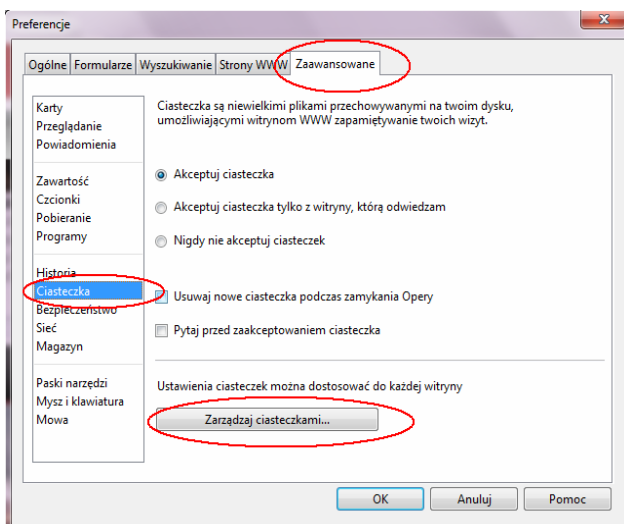 Preferencje
Ogólne Formularze Wyszukiwanie Strony WWW Zaawansowane
Karty
Przeglądanie
Powiadomienia
Zawartość
Czcionki
Pobieranie
Programy
Historia
Ciasteczka
Bezpieczeństwo
Sieć
Magazyn
Paski narzędzi
Mysz i klawiatura
Mowa
Ciasteczka są niewielkimi plikami przechowywanymi na twoim dysku,
umożliwiającymi witrynom WWW zapamiętywanie twoich wizyt.
Akceptuj ciasteczka
Akceptuj ciasteczka tylko z witryny, którą odwiedzam
Nigdy nie akceptuj ciasteczek
Usuwaj nowe ciasteczka podczas zamykania Opery
Pytaj przed zaakceptowaniem ciasteczka
Ustawienia ciasteczek można dostosować do każdej witryny
Zarządzaj ciasteczkami...
OK Anuluj Pomoc